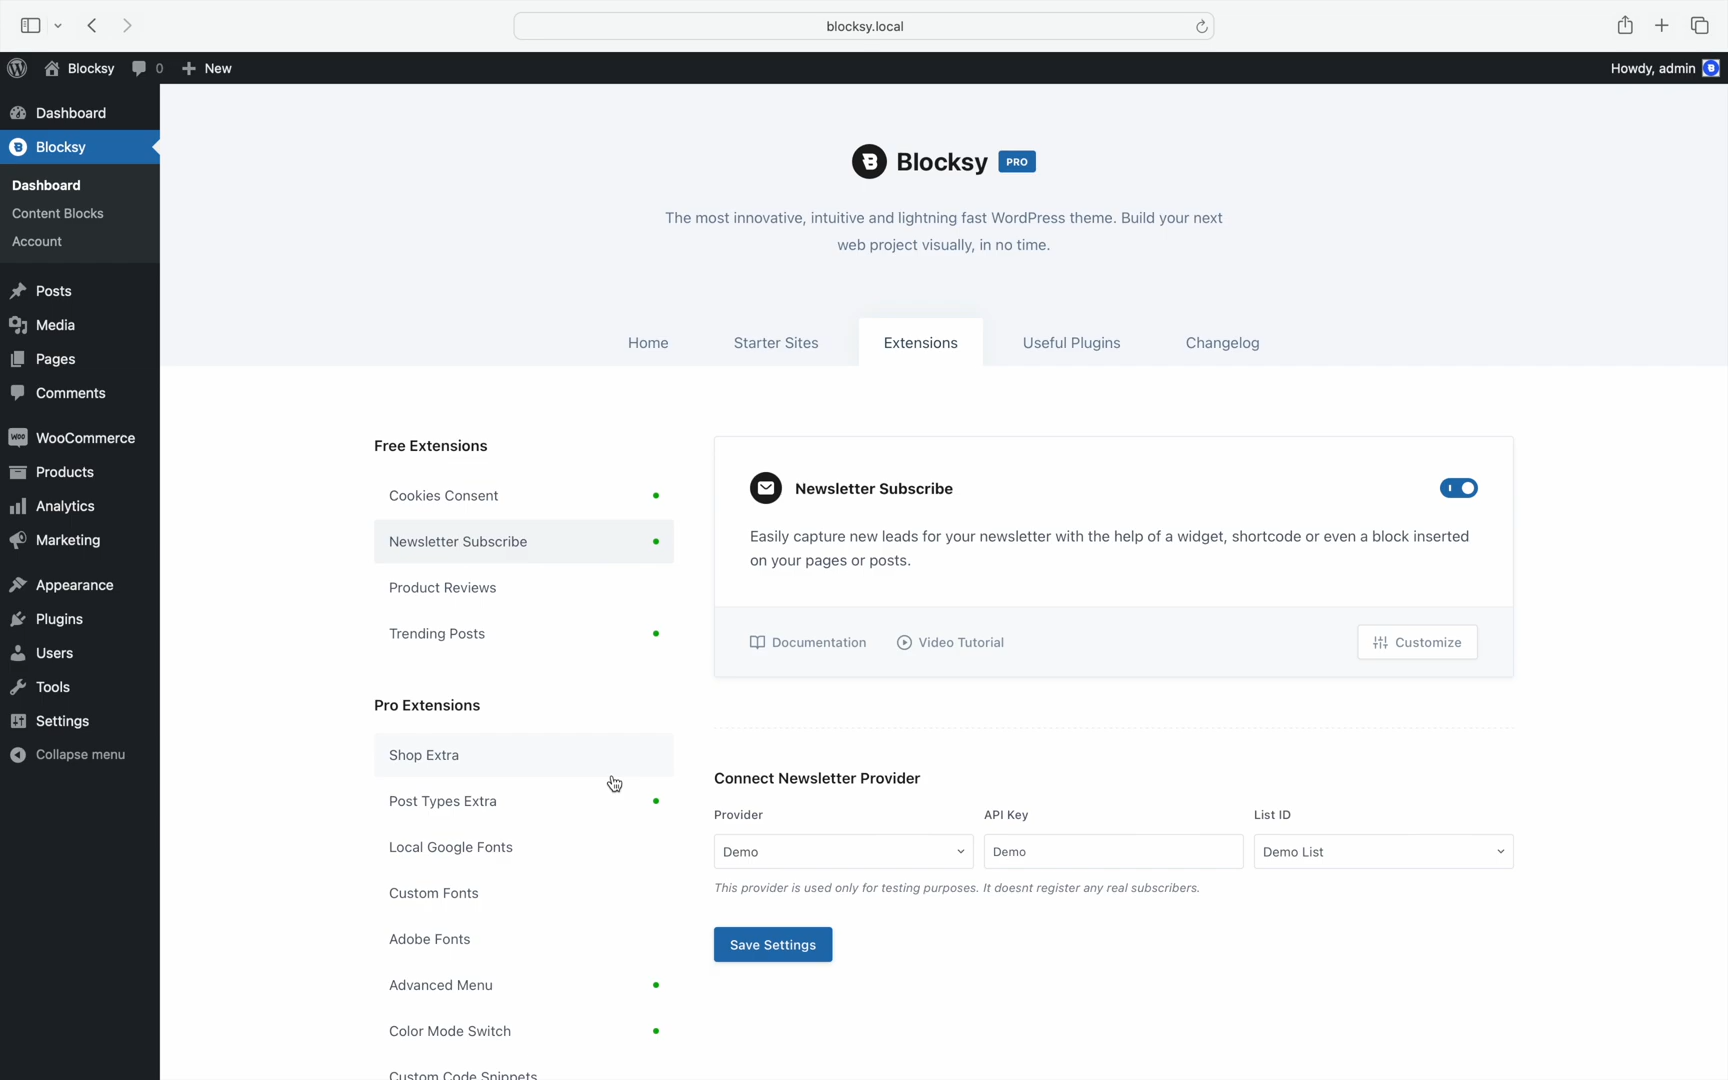 blocksy.local
Blocksy
0
New
Howdy, admin
Dashboard
Blocksy
Dashboard
Content Blocks
Account
Posts
Media
Pages
Comments
WooCommerce
Products
Analytics
Marketing
Appearance
Plugins
Users
Tools
Settings
Collapse menu
Blocksy PRO
The most innovative, intuitive and lightning fast WordPress theme. Build your next
web project visually, in no time.
Home
Starter Sites
Extensions
Useful Plugins
Changelog
Free Extensions
Cookies Consent
Newsletter Subscribe
Product Reviews
Trending Posts
Pro Extensions
Shop Extra
Post Types Extra
Local Google Fonts
Custom Fonts
Adobe Fonts
Advanced Menu
Color Mode Switch
Custom Code Snippets
Newsletter Subscribe
Easily capture new leads for your newsletter with the help of a widget, shortcode or even a block inserted
on your pages or posts.
Documentation
Video Tutorial
Customize
Connect Newsletter Provider
Provider
API Key
List ID
Demo
Demo
Demo List
This provider is used only for testing purposes. It doesnt register any real subscribers.
Save Settings